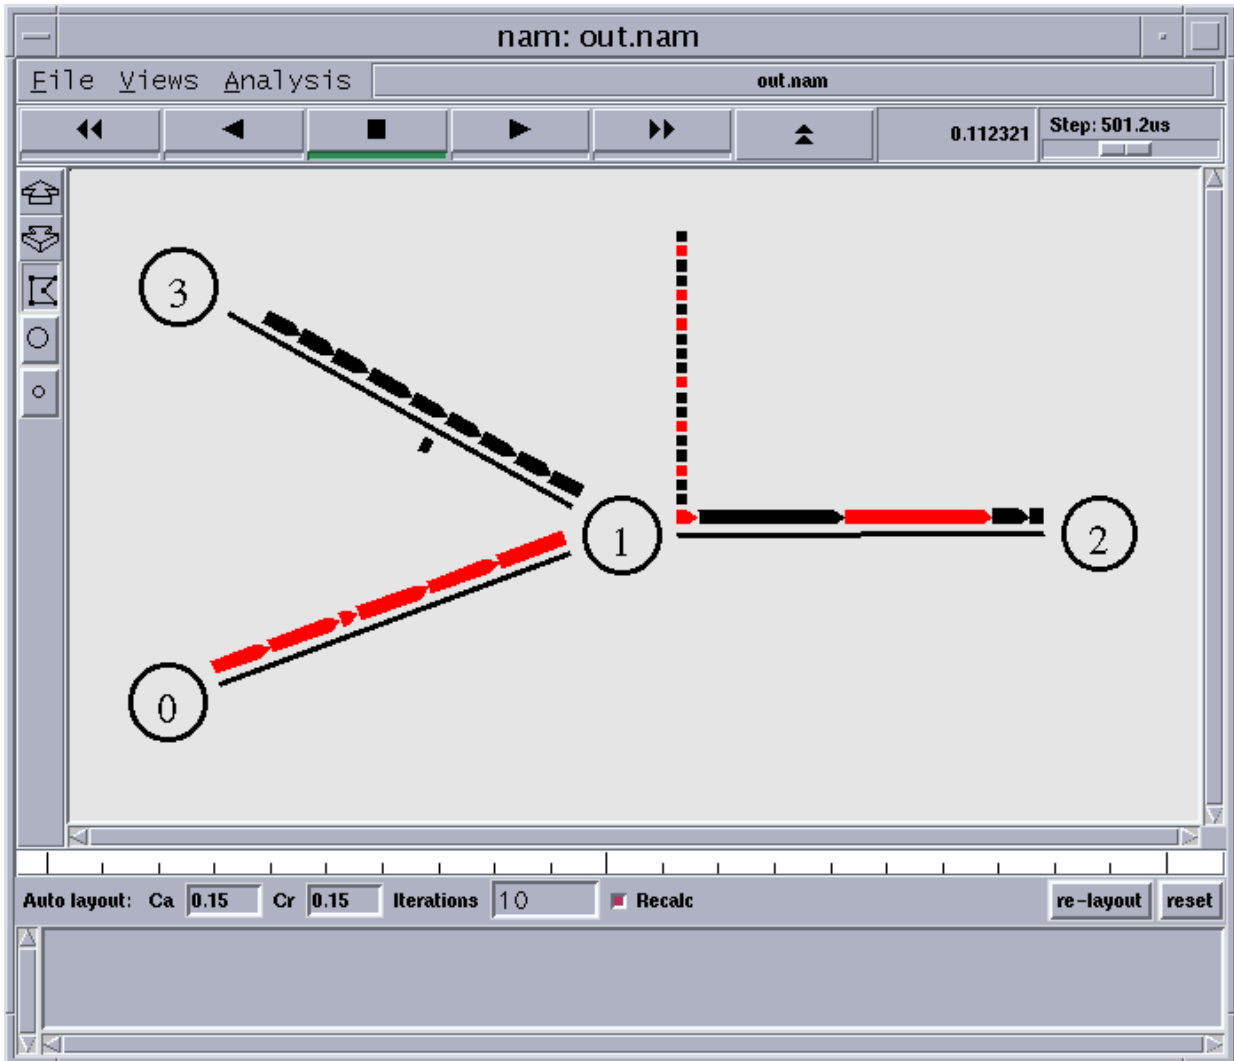 nam: out.nam
File Views Analysis out.nam
0.112321 Step: 501.2us
3
1
2
0
Auto layout: Ca 0.15 Cr 0.15 Iterations 10 Recalc re-layout reset